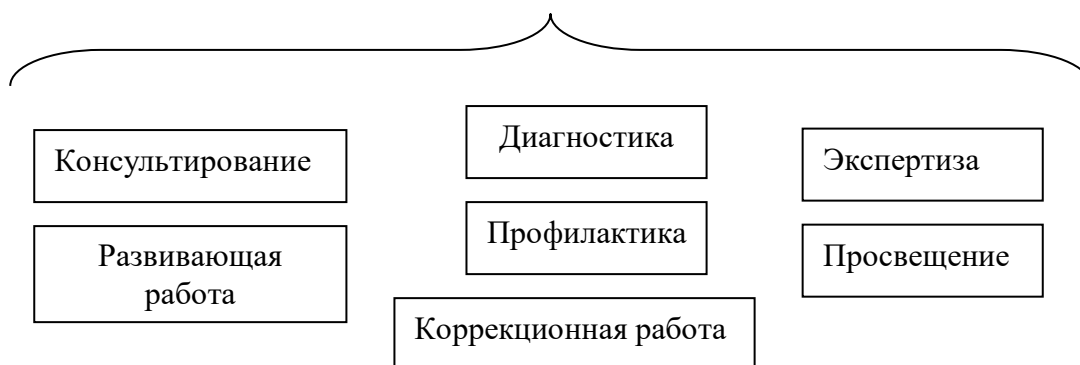 Консультирование
Развивающая
работа
Диагностика
Профилактика
Коррекционная работа
Экспертиза
Просвещение